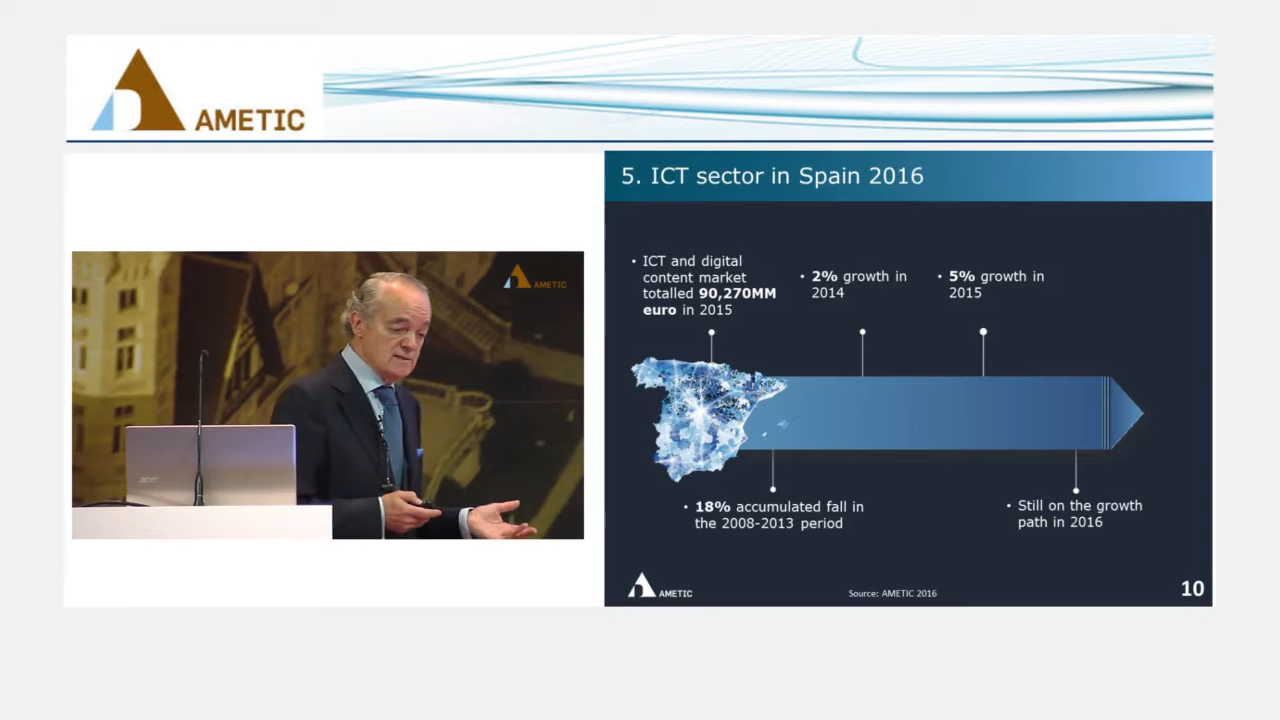 AMETIC
5. ICT sector in Spain 2016
• ICT and digital
content market
totalled 90,270MM
euro in 2015
• 2% growth in
2014
• 5% growth in
2015
AMETIC
acer
• 18% accumulated fall in
the 2008-2013 period
• Still on the growth
path in 2016
AMETIC
Source: AMETIC 2016
10